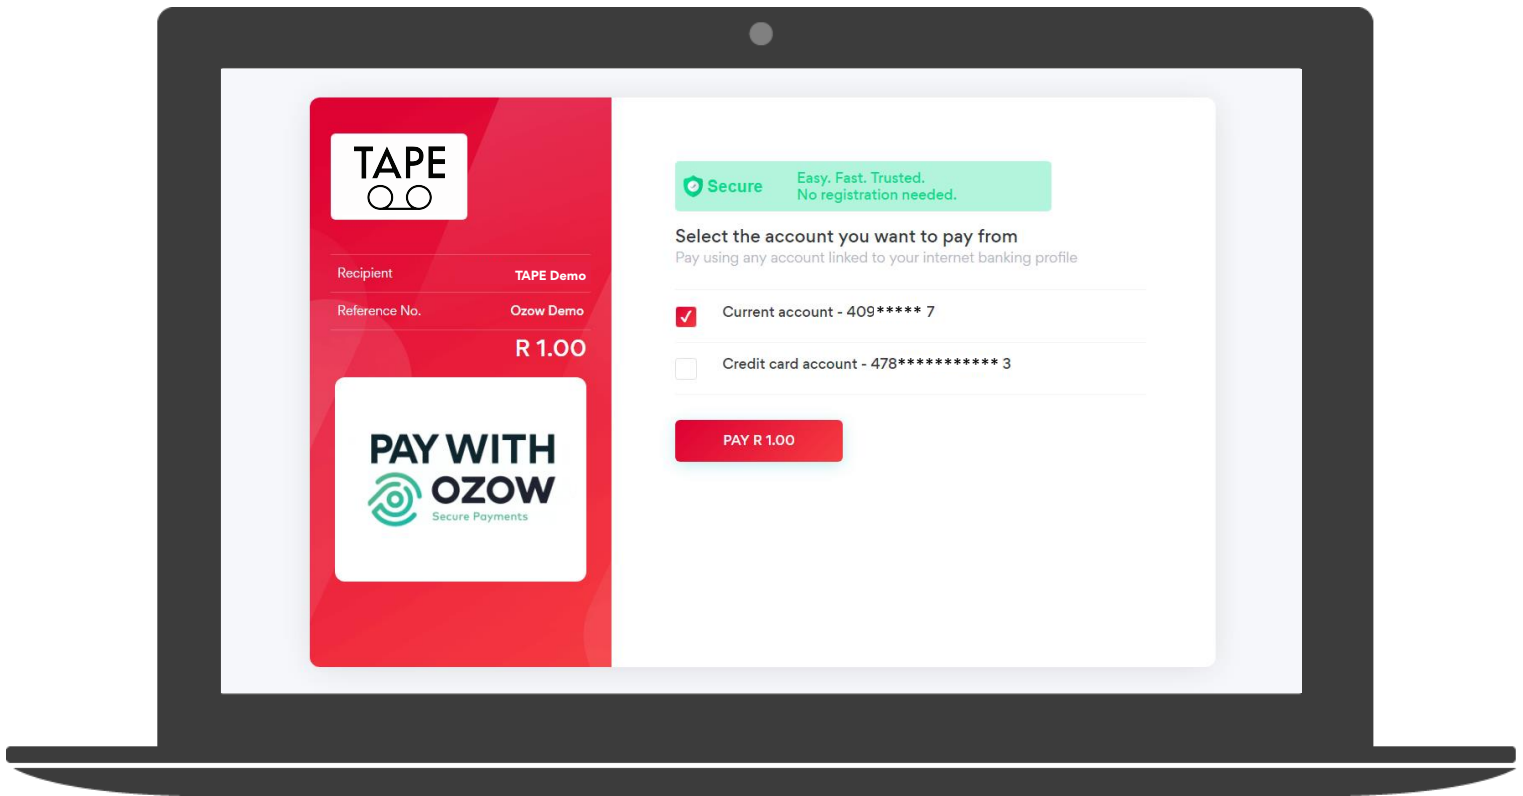 TAPE
Recipient
TAPE Demo
Reference No.
Ozow Demo
R 1.00
PAY WITH
OZOW
Secure Payments
Secure
Easy. Fast. Trusted.
No registration needed.
Select the account you want to pay from
Pay using any account linked to your internet banking profile
Current account - 409***** 7
Credit card account - 478*********** 3
PAY R 1.00